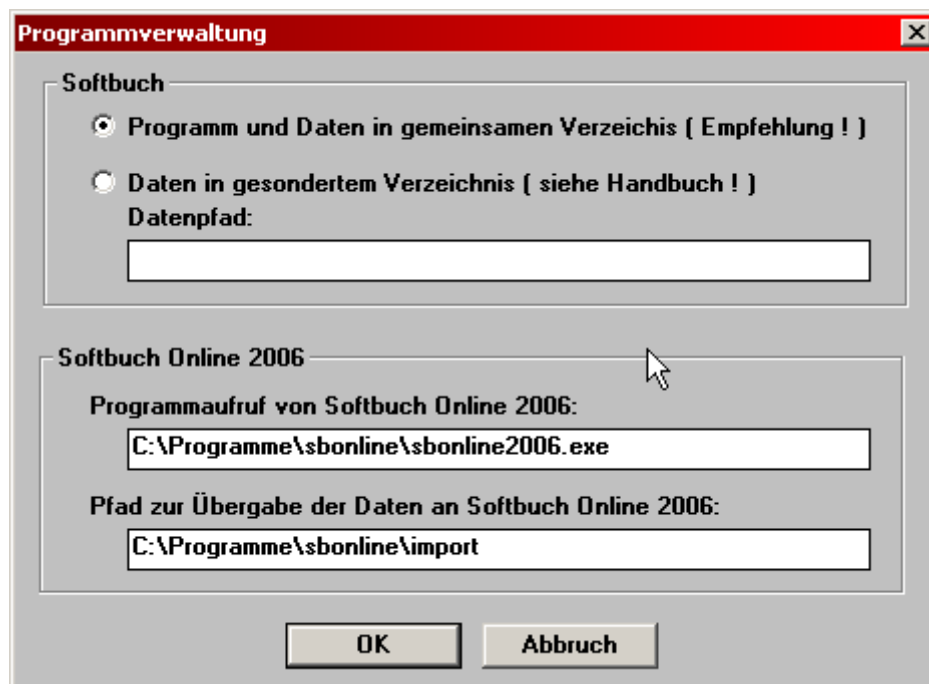 Programmverwaltung
Softbuch
Programm und Daten in gemeinsamen Verzeichis ( Empfehlung ! )
Daten in gesondertem Verzeichnis ( siehe Handbuch ! )
Datenpfad:
Softbuch Online 2006
Programmaufruf von Softbuch Online 2006:
C:\Programme\sbonline\sbonline2006.exe
Pfad zur Übergabe der Daten an Softbuch Online 2006:
C:\Programme\sbonline\import
OK Abbruch